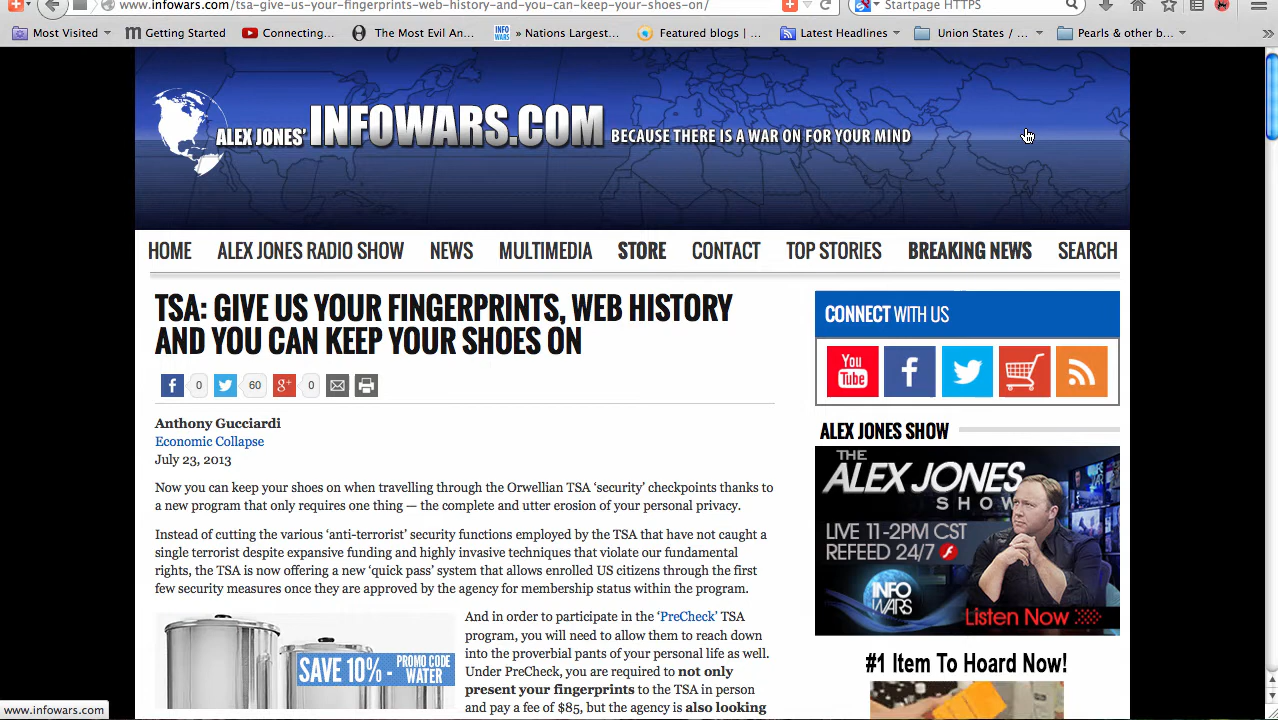 www.infowars.com/tsa-give-us-your-fingerprints-web-history-and-you-can-keep-your-shoes-on/
Startpage HTTPS
Most Visited
Getting Started
Connecting...
The Most Evil An...
» Nations Largest...
Featured blogs | ...
Latest Headlines
Union States / ...
Pearls & other b...
»
ALEX JONES' INFOWARS.COM BECAUSE THERE IS A WAR ON FOR YOUR MIND
HOME ALEX JONES RADIO SHOW NEWS MULTIMEDIA STORE CONTACT TOP STORIES BREAKING NEWS SEARCH
TSA: GIVE US YOUR FINGERPRINTS, WEB HISTORY
AND YOU CAN KEEP YOUR SHOES ON
0 60 0
Anthony Gucciardi
Economic Collapse
July 23, 2013
Now you can keep your shoes on when travelling through the Orwellian TSA ‘security’ checkpoints thanks to
a new program that only requires one thing — the complete and utter erosion of your personal privacy.
Instead of cutting the various ‘anti-terrorist’ security functions employed by the TSA that have not caught a
single terrorist despite expansive funding and highly invasive techniques that violate our fundamental
rights, the TSA is now offering a new ‘quick pass’ system that allows enrolled US citizens through the first
few security measures once they are approved by the agency for membership status within the program.
SAVE 10% - PROMO CODE
WATER
And in order to participate in the ‘PreCheck’ TSA
program, you will need to allow them to reach down
into the proverbial pants of your personal life as well.
Under PreCheck, you are required to not only
present your fingerprints to the TSA in person
and pay a fee of $85, but the agency is also looking
CONNECT WITH US
You
Tube
ALEX JONES SHOW
THE
ALEX JONES
SHOW
LIVE 11-2PM CST
REFEED 24/7
INFO
WARS
Listen Now
#1 Item To Hoard Now!
www.infowars.com